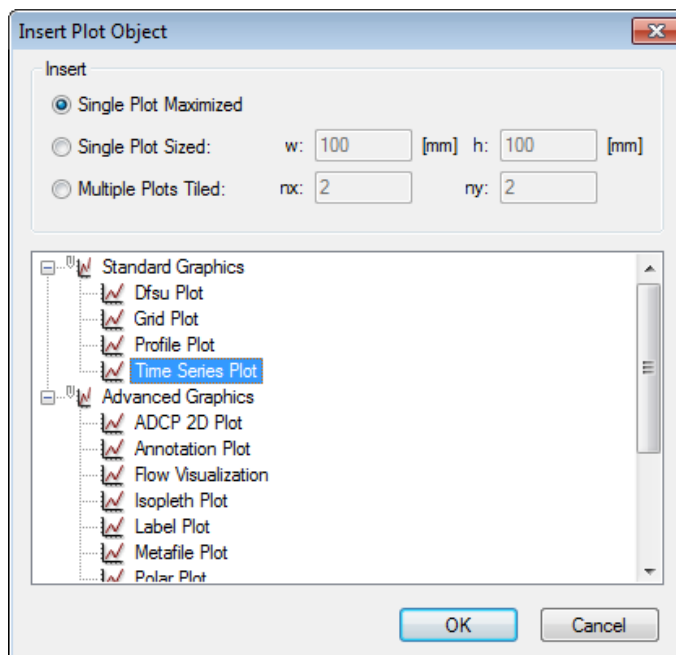 Insert Plot Object
Insert
Single Plot Maximized
Single Plot Sized: w: 100 [mm] h: 100 [mm]
Multiple Plots Tiled: nx: 2 ny: 2
Standard Graphics
Dfsu Plot
Grid Plot
Profile Plot
Time Series Plot
Advanced Graphics
ADCP 2D Plot
Annotation Plot
Flow Visualization
Isopleth Plot
Label Plot
Metafile Plot
Polar Plot
OK Cancel